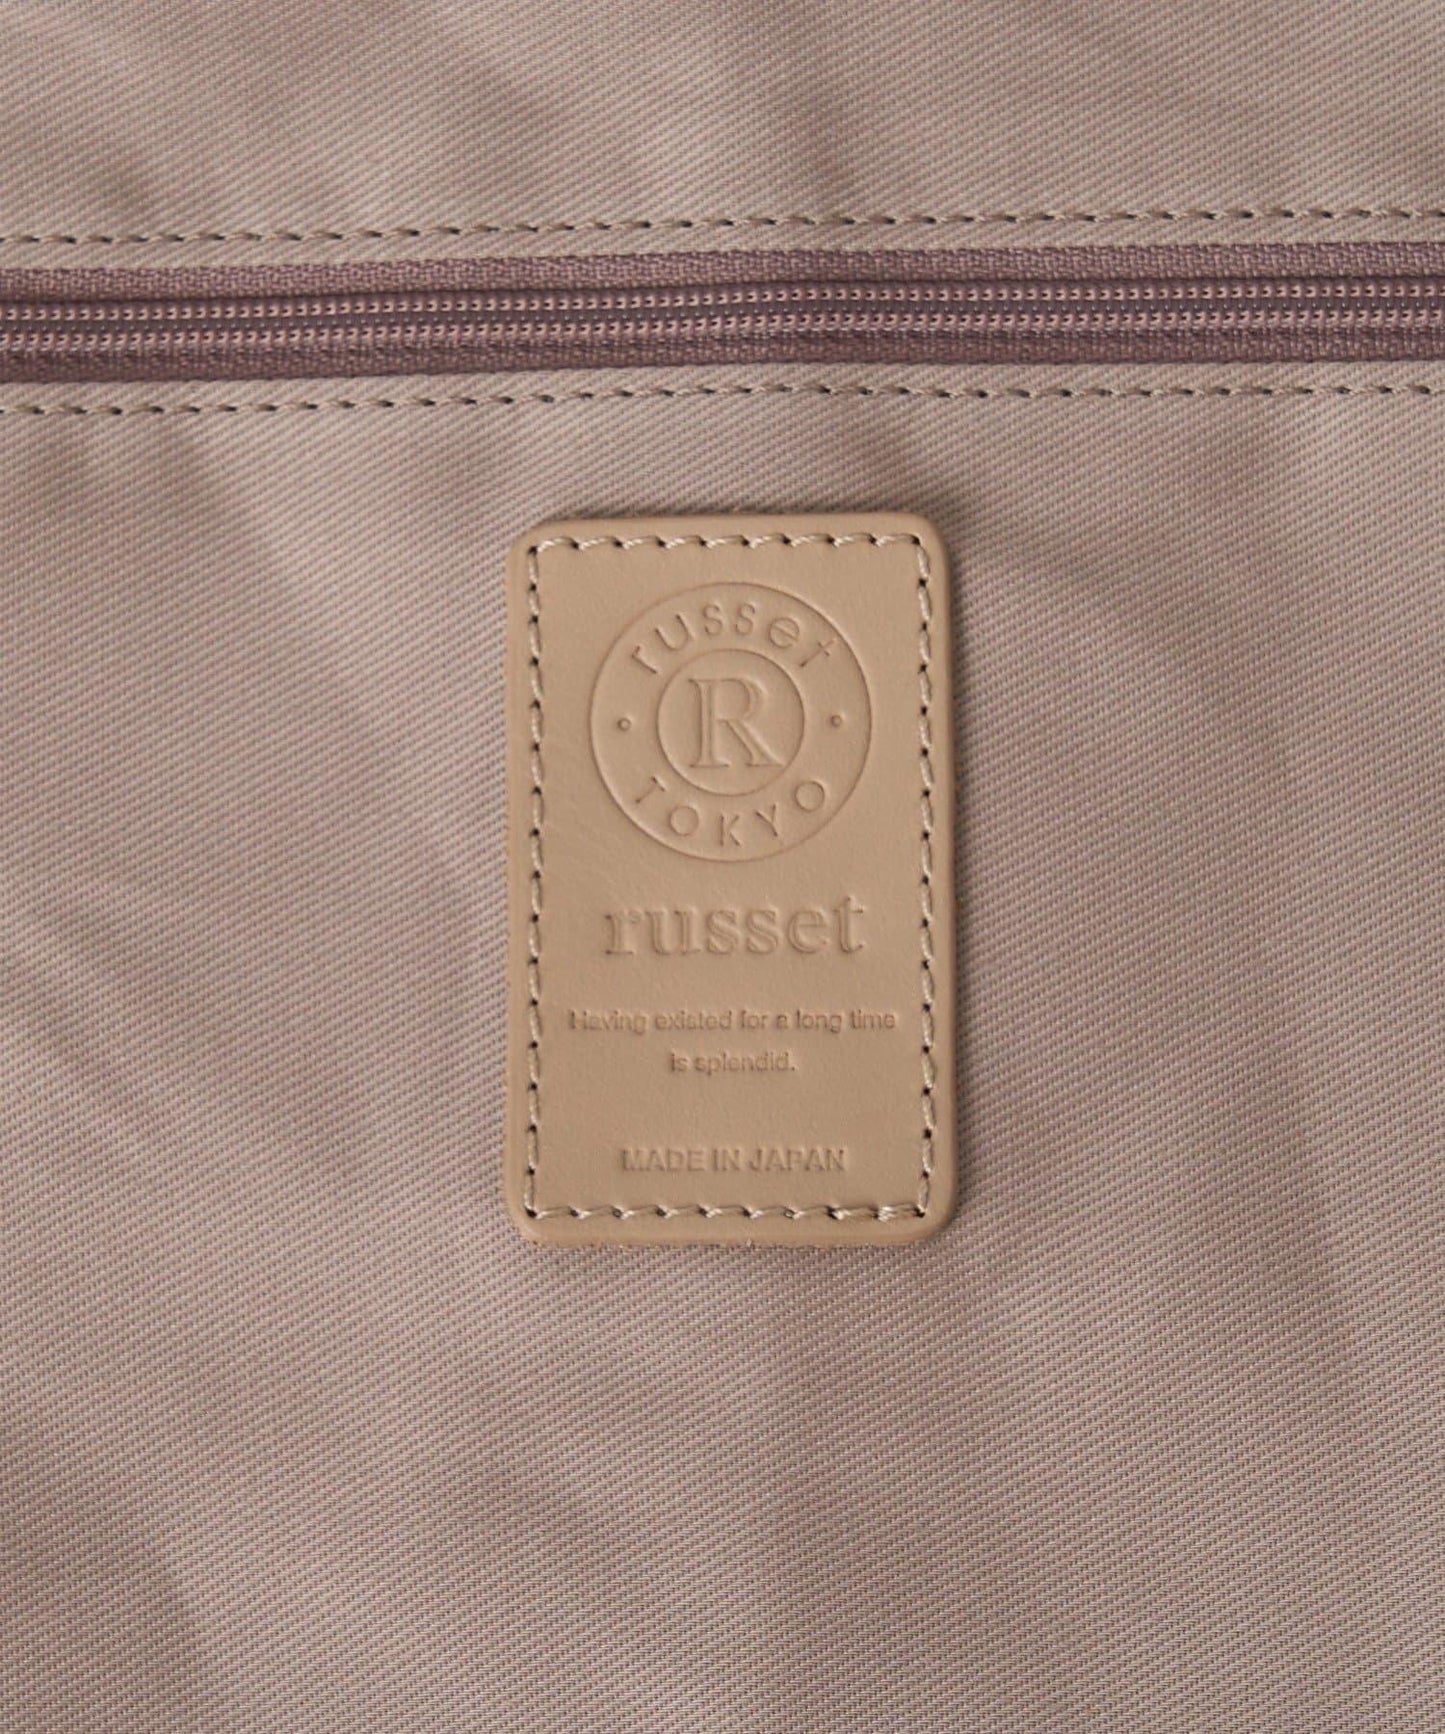 russet
R
TOKYO
russet
Having existed for a long time
is splendid.
MADE IN JAPAN